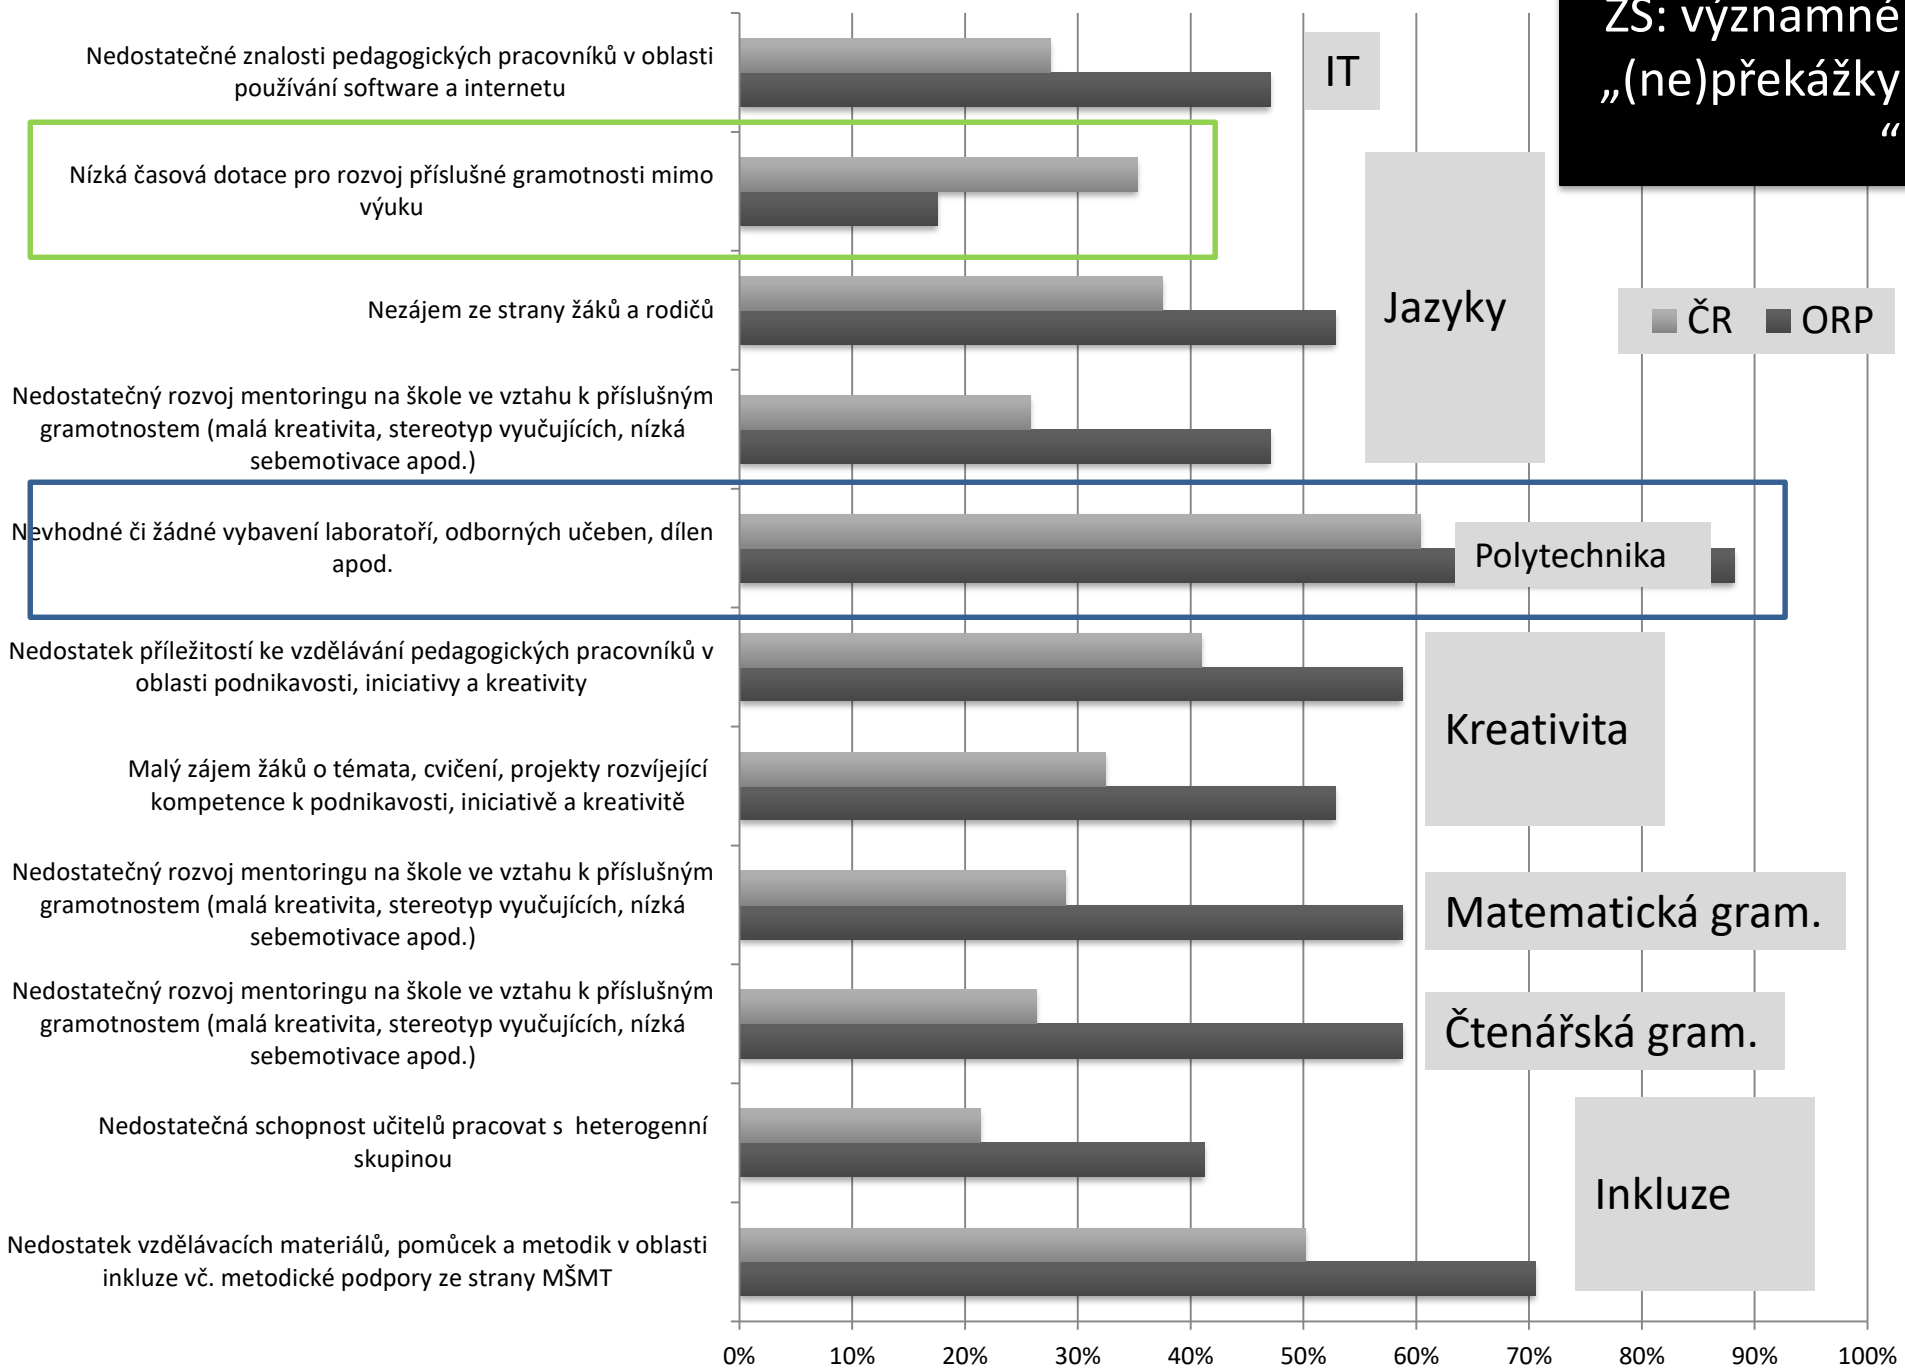 ZŠ: významné
„(ne)překážky
“
Nedostatečné znalosti pedagogických pracovníků v oblasti
používání software a internetu
IT
Nízká časová dotace pro rozvoj příslušné gramotnosti mimo
výuku
Nezájem ze strany žáků a rodičů
Jazyky
ČR
ORP
Nedostatečný rozvoj mentoringu na škole ve vztahu k příslušným
gramotnostem (malá kreativita, stereotyp vyučujících, nízká
sebemotivace apod.)
Nevhodné či žádné vybavení laboratoří, odborných učeben, dílen
apod.
Polytechnika
Nedostatek příležitostí ke vzdělávání pedagogických pracovníků v
oblasti podnikavosti, iniciativy a kreativity
Kreativita
Malý zájem žáků o témata, cvičení, projekty rozvíjející
kompetence k podnikavosti, iniciativě a kreativitě
Nedostatečný rozvoj mentoringu na škole ve vztahu k příslušným
gramotnostem (malá kreativita, stereotyp vyučujících, nízká
sebemotivace apod.)
Matematická gram.
Nedostatečný rozvoj mentoringu na škole ve vztahu k příslušným
gramotnostem (malá kreativita, stereotyp vyučujících, nízká
sebemotivace apod.)
Čtenářská gram.
Nedostatečná schopnost učitelů pracovat s heterogenní
skupinou
Inkluze
Nedostatek vzdělávacích materiálů, pomůcek a metodik v oblasti
inkluze vč. metodické podpory ze strany MŠMT
0% 10% 20% 30% 40% 50% 60% 70% 80% 90% 100%